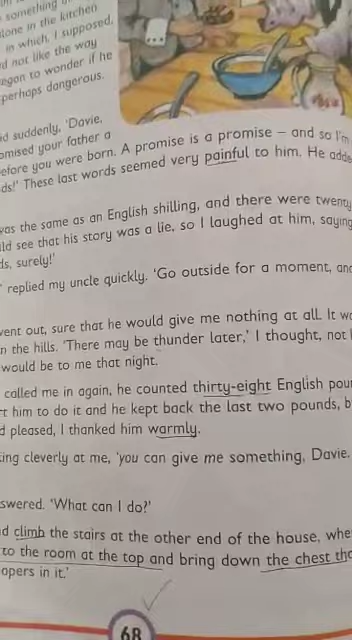 something
alone in the kitchen
in which, I supposed,
d not like the way
egan to wonder if he
perhaps dangerous.
id suddenly, 'Davie,
omised your father a
efore you were born. A promise is a promise – and so I'm
ds!' These last words seemed very painful to him. He adde
was the same as an English shilling, and there were twenty
ld see that his story was a lie, so I laughed at him, saying
ds, surely!'
replied my uncle quickly. 'Go outside for a moment, and
vent out, sure that he would give me nothing at all. It wa
n the hills. 'There may be thunder later,' I thought, not
would be to me that night.
called me in again, he counted thirty-eight English pou
rt him to do it and he kept back the last two pounds, b
d pleased, I thanked him warmly.
ing cleverly at me, 'you can give me something, Davie.
swered. 'What can I do?'
d climb the stairs at the other end of the house, whe
to the room at the top and bring down the chest tha
apers in it.'
68